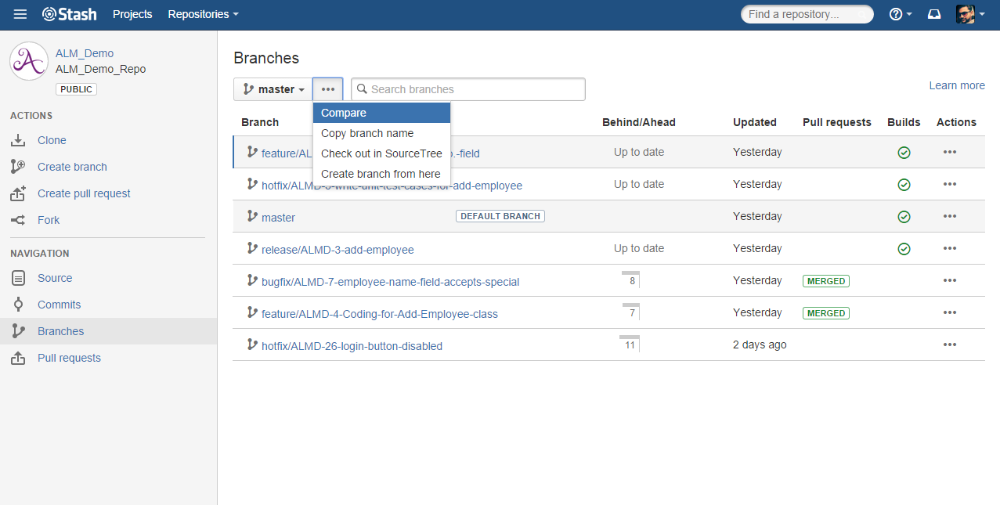 Stash Projects Repositories Find a repository...
ALM_Demo
ALM_Demo_Repo
PUBLIC
ACTIONS
Clone
Create branch
Create pull request
Fork
NAVIGATION
Source
Commits
Branches
Pull requests
Branches
master Search branches Learn more
Compare
Copy branch name
Check out in SourceTree
Create branch from here
Branch Behind/Ahead Updated Pull requests Builds Actions
feature/AL .-field Up to date Yesterday
hotfix/ALMD-5-write-unit-test-cases-for-add-employee Up to date Yesterday
master DEFAULT BRANCH Yesterday
release/ALMD-3-add-employee Up to date Yesterday
bugfix/ALMD-7-employee-name-field-accepts-special 8 Yesterday MERGED
feature/ALMD-4-Coding-for-Add-Employee-class 7 Yesterday MERGED
hotfix/ALMD-26-login-button-disabled 11 2 days ago